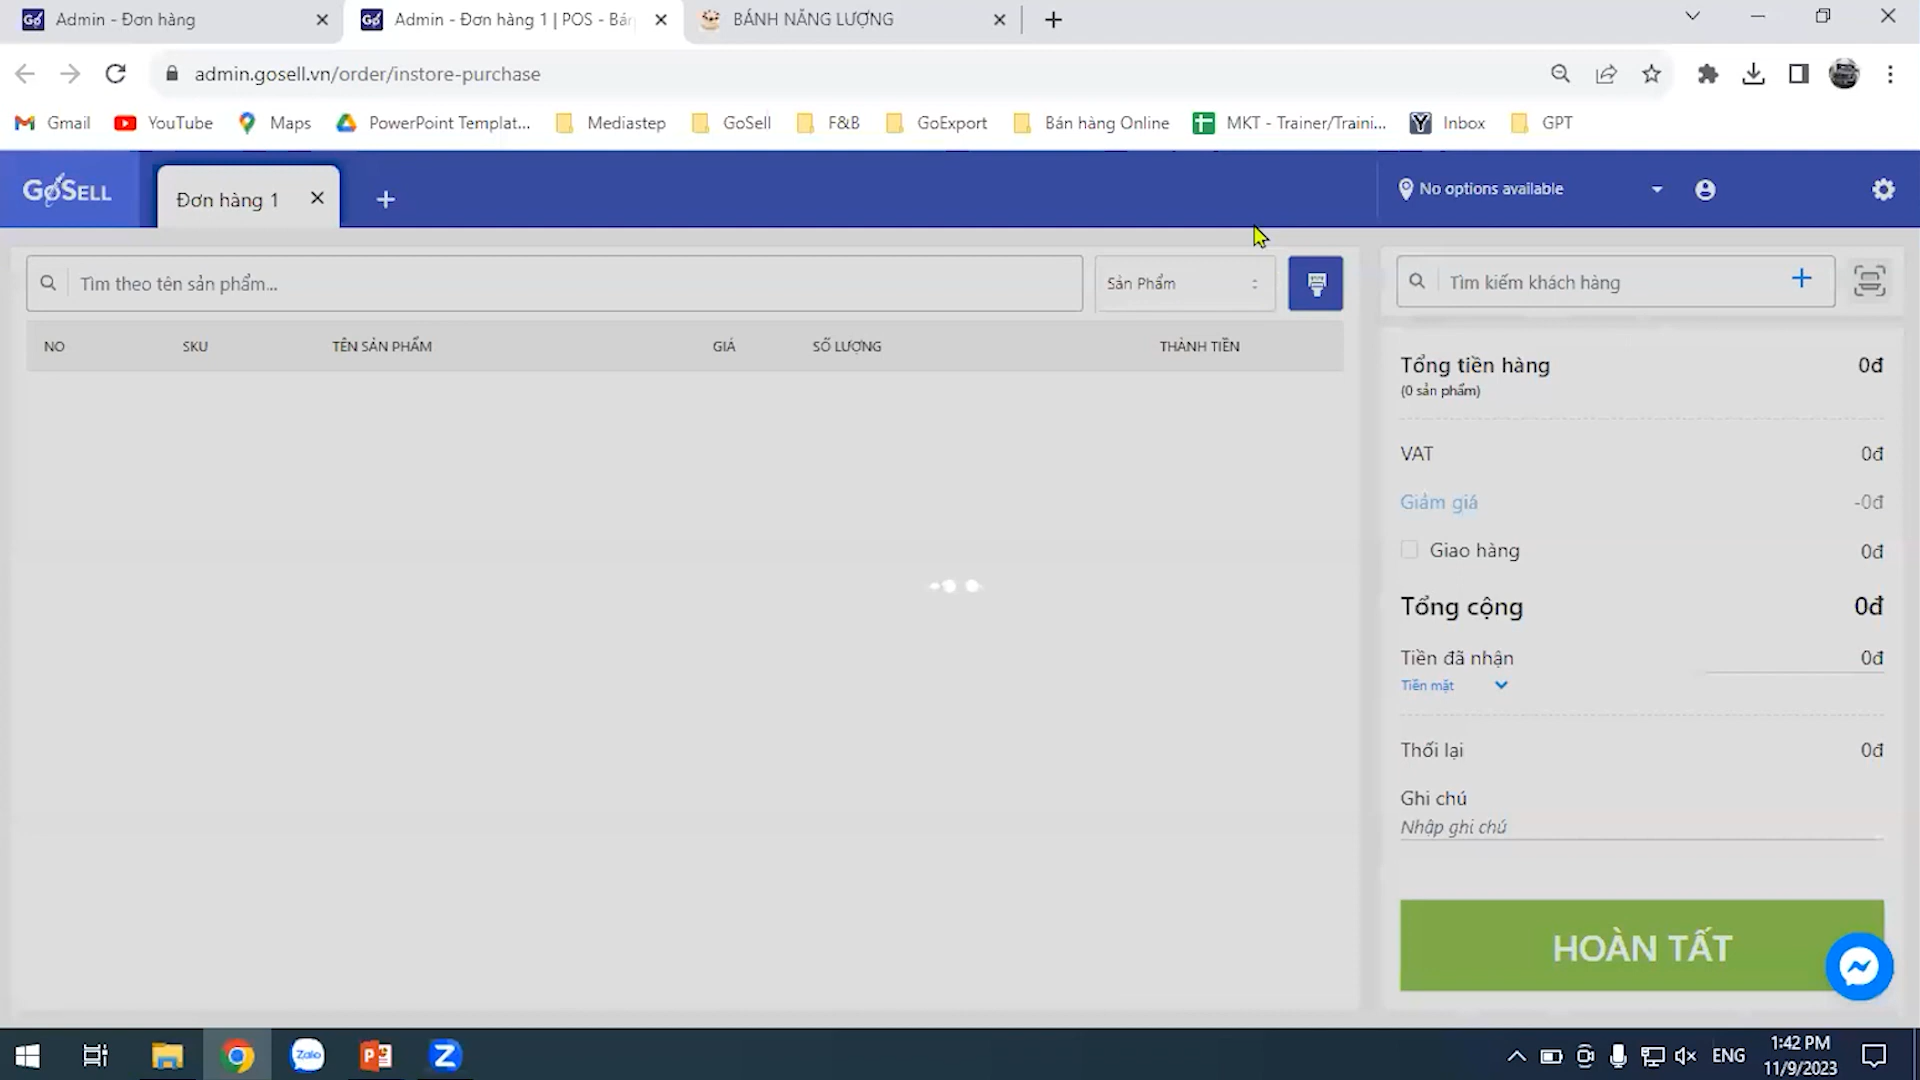 Admin - Đơn hàng
Admin - Đơn hàng 1 | POS - Bán
BÁNH NĂNG LƯỢNG
admin.gosell.vn/order/instore-purchase
Gmail
YouTube
Maps
PowerPoint Templat...
Mediastep
GoSell
F&B
GoExport
Bán hàng Online
MKT - Trainer/Traini...
Inbox
GPT
GoSELL
Đơn hàng 1
No options available
Tìm theo tên sản phẩm...
Sản Phẩm
Tìm kiếm khách hàng
NO SKU TÊN SẢN PHẨM GIÁ SỐ LƯỢNG THÀNH TIỀN
Tổng tiền hàng 0đ
(0 sản phẩm)
VAT 0đ
Giảm giá -0đ
Giao hàng 0đ
Tổng cộng 0đ
Tiền đã nhận 0đ
Tiền mặt
Thối lại 0đ
Ghi chú
Nhập ghi chú
HOÀN TẤT
Zalo
ENG
1:42 PM
11/9/2023